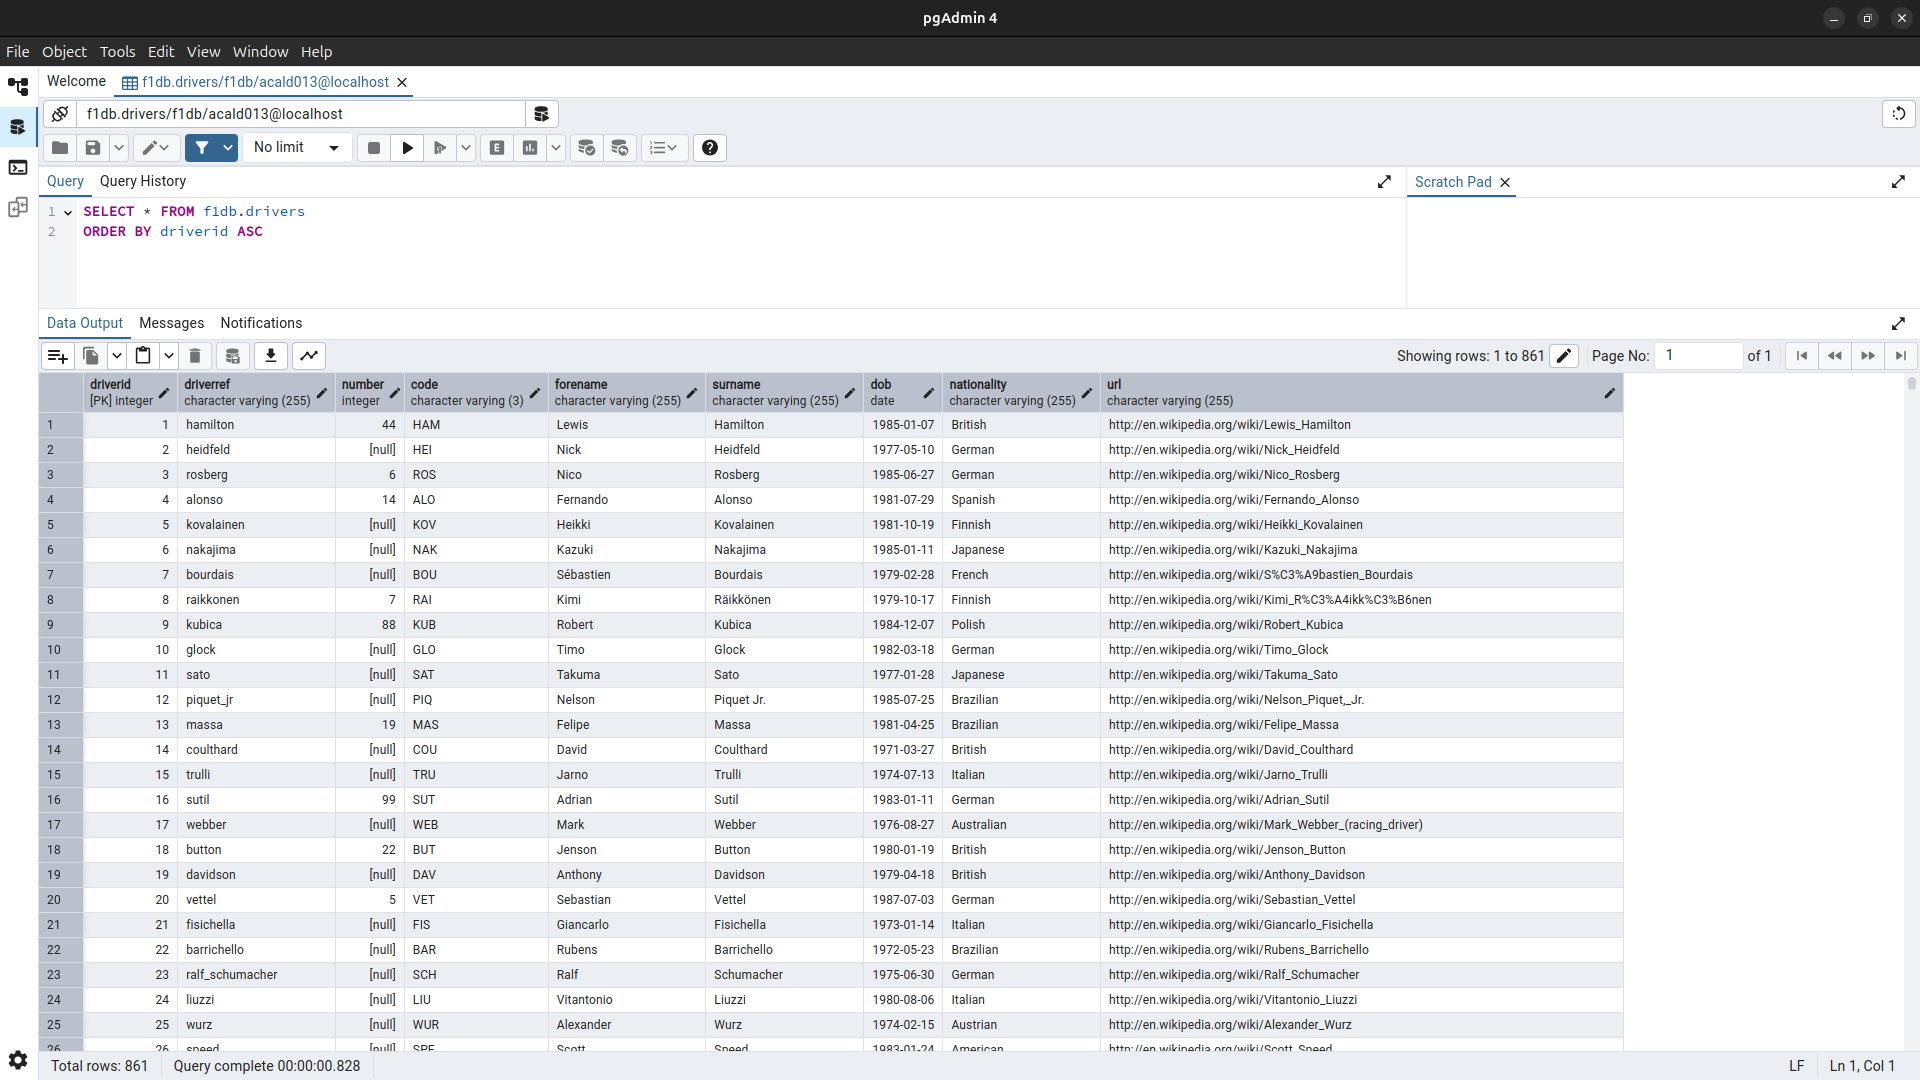 pgAdmin 4
File Object Tools Edit View Window Help
Welcome f1db.drivers/f1db/acald013@localhost
f1db.drivers/f1db/acald013@localhost
No limit
Query Query History Scratch Pad
1 SELECT * FROM f1db.drivers
2 ORDER BY driverid ASC
Data Output Messages Notifications
Showing rows: 1 to 861 Page No: 1 of 1
driverid driverref number code forename surname dob nationality url
[PK] integer character varying (255) integer character varying (3) character varying (255) character varying (255) date character varying (255) character varying (255)
1 1 hamilton 44 HAM Lewis Hamilton 1985-01-07 British http://en.wikipedia.org/wiki/Lewis_Hamilton
2 2 heidfeld [null] HEI Nick Heidfeld 1977-05-10 German http://en.wikipedia.org/wiki/Nick_Heidfeld
3 3 rosberg 6 ROS Nico Rosberg 1985-06-27 German http://en.wikipedia.org/wiki/Nico_Rosberg
4 4 alonso 14 ALO Fernando Alonso 1981-07-29 Spanish http://en.wikipedia.org/wiki/Fernando_Alonso
5 5 kovalainen [null] KOV Heikki Kovalainen 1981-10-19 Finnish http://en.wikipedia.org/wiki/Heikki_Kovalainen
6 6 nakajima [null] NAK Kazuki Nakajima 1985-01-11 Japanese http://en.wikipedia.org/wiki/Kazuki_Nakajima
7 7 bourdais [null] BOU Sébastien Bourdais 1979-02-28 French http://en.wikipedia.org/wiki/S%C3%A9bastien_Bourdais
8 8 raikkonen 7 RAI Kimi Räikkönen 1979-10-17 Finnish http://en.wikipedia.org/wiki/Kimi_R%C3%A4ikk%C3%B6nen
9 9 kubica 88 KUB Robert Kubica 1984-12-07 Polish http://en.wikipedia.org/wiki/Robert_Kubica
10 10 glock [null] GLO Timo Glock 1982-03-18 German http://en.wikipedia.org/wiki/Timo_Glock
11 11 sato [null] SAT Takuma Sato 1977-01-28 Japanese http://en.wikipedia.org/wiki/Takuma_Sato
12 12 piquet_jr [null] PIQ Nelson Piquet Jr. 1985-07-25 Brazilian http://en.wikipedia.org/wiki/Nelson_Piquet,_Jr.
13 13 massa 19 MAS Felipe Massa 1981-04-25 Brazilian http://en.wikipedia.org/wiki/Felipe_Massa
14 14 coulthard [null] COU David Coulthard 1971-03-27 British http://en.wikipedia.org/wiki/David_Coulthard
15 15 trulli [null] TRU Jarno Trulli 1974-07-13 Italian http://en.wikipedia.org/wiki/Jarno_Trulli
16 16 sutil 99 SUT Adrian Sutil 1983-01-11 German http://en.wikipedia.org/wiki/Adrian_Sutil
17 17 webber [null] WEB Mark Webber 1976-08-27 Australian http://en.wikipedia.org/wiki/Mark_Webber_(racing_driver)
18 18 button 22 BUT Jenson Button 1980-01-19 British http://en.wikipedia.org/wiki/Jenson_Button
19 19 davidson [null] DAV Anthony Davidson 1979-04-18 British http://en.wikipedia.org/wiki/Anthony_Davidson
20 20 vettel 5 VET Sebastian Vettel 1987-07-03 German http://en.wikipedia.org/wiki/Sebastian_Vettel
21 21 fisichella [null] FIS Giancarlo Fisichella 1973-01-14 Italian http://en.wikipedia.org/wiki/Giancarlo_Fisichella
22 22 barrichello [null] BAR Rubens Barrichello 1972-05-23 Brazilian http://en.wikipedia.org/wiki/Rubens_Barrichello
23 23 ralf_schumacher [null] SCH Ralf Schumacher 1975-06-30 German http://en.wikipedia.org/wiki/Ralf_Schumacher
24 24 liuzzi [null] LIU Vitantonio Liuzzi 1980-08-06 Italian http://en.wikipedia.org/wiki/Vitantonio_Liuzzi
25 25 wurz [null] WUR Alexander Wurz 1974-02-15 Austrian http://en.wikipedia.org/wiki/Alexander_Wurz
26 26 speed [null] SPE Scott Speed 1983-01-24 American http://en.wikipedia.org/wiki/Scott_Speed
Total rows: 861 Query complete 00:00:00.828 LF Ln 1, Col 1